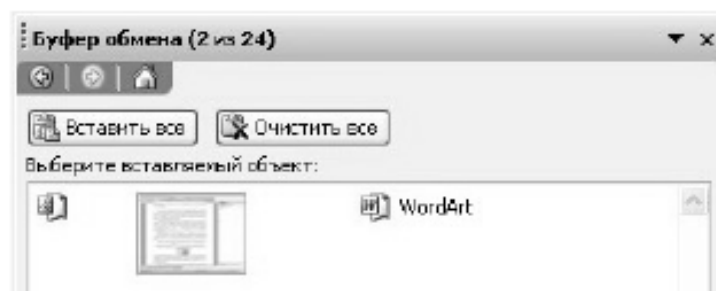 Буфер обмена (2 из 24)
Вставить все Очистить все
Выберите вставляемый объект:
WordArt